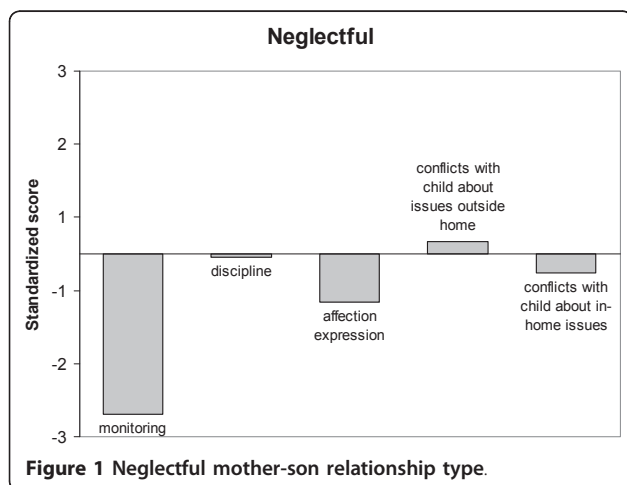 Neglectful
3
2
1
-1
-2
-3
Standardized score
monitoring
discipline
affection
expression
conflicts with
child about
issues outside
home
conflicts with
child about in-
home issues
Figure 1 Neglectful mother-son relationship type.